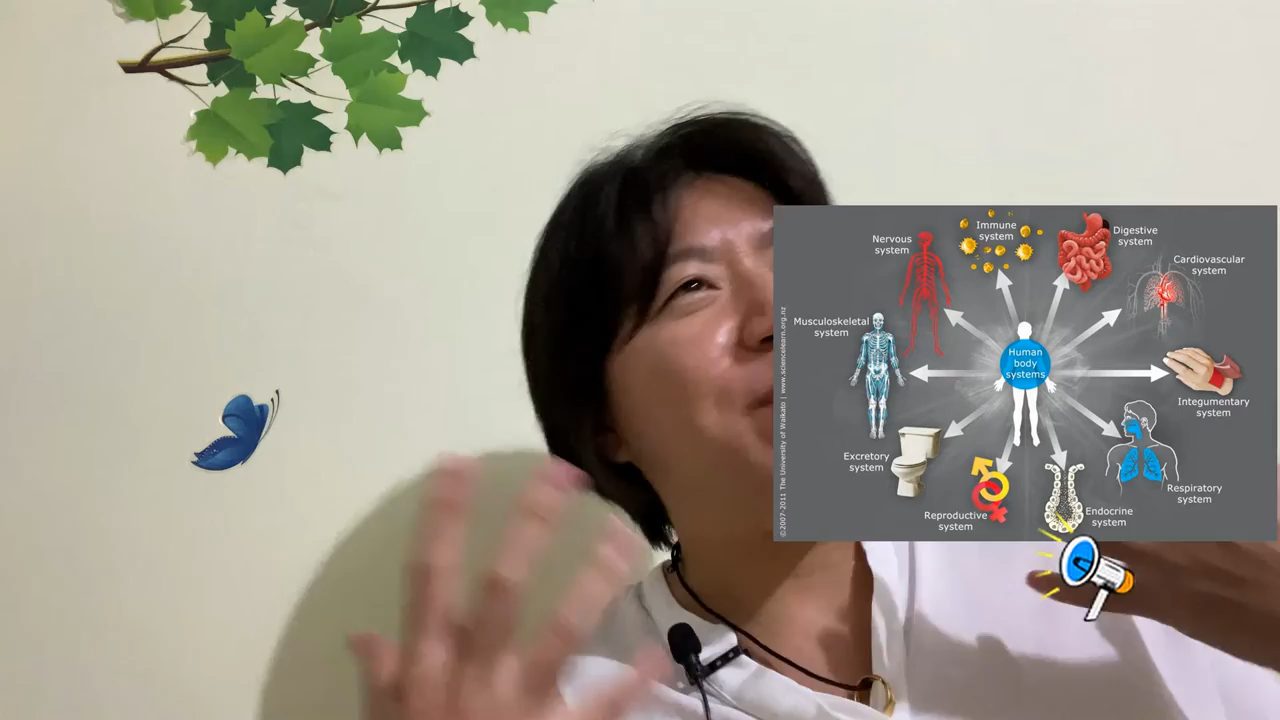 Immune
system
Digestive
system
Nervous
system
Cardiovascular
system
Musculoskeletal
system
Human
body
systems
Integumentary
system
Excretory
system
Respiratory
system
Reproductive
system
Endocrine
system
©2007-2011 The University of Waikato | www.sciencelearn.org.nz